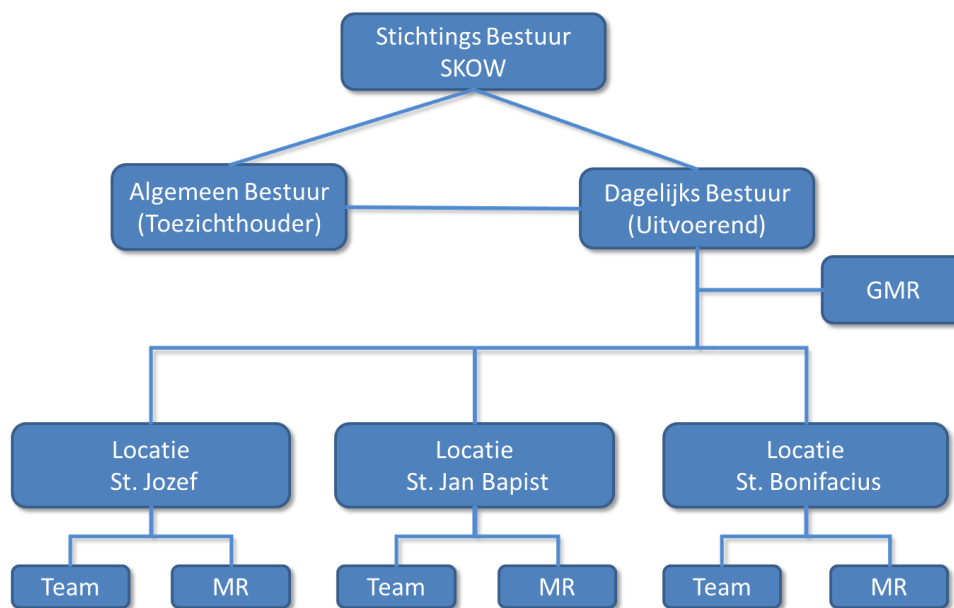 Stichtings Bestuur
SKOW
Algemeen Bestuur
(Toezichthouder)
Dagelijks Bestuur
(Uitvoerend)
GMR
Locatie
St. Jozef
Locatie
St. Jan Bapist
Locatie
St. Bonifacius
Team
MR
Team
MR
Team
MR